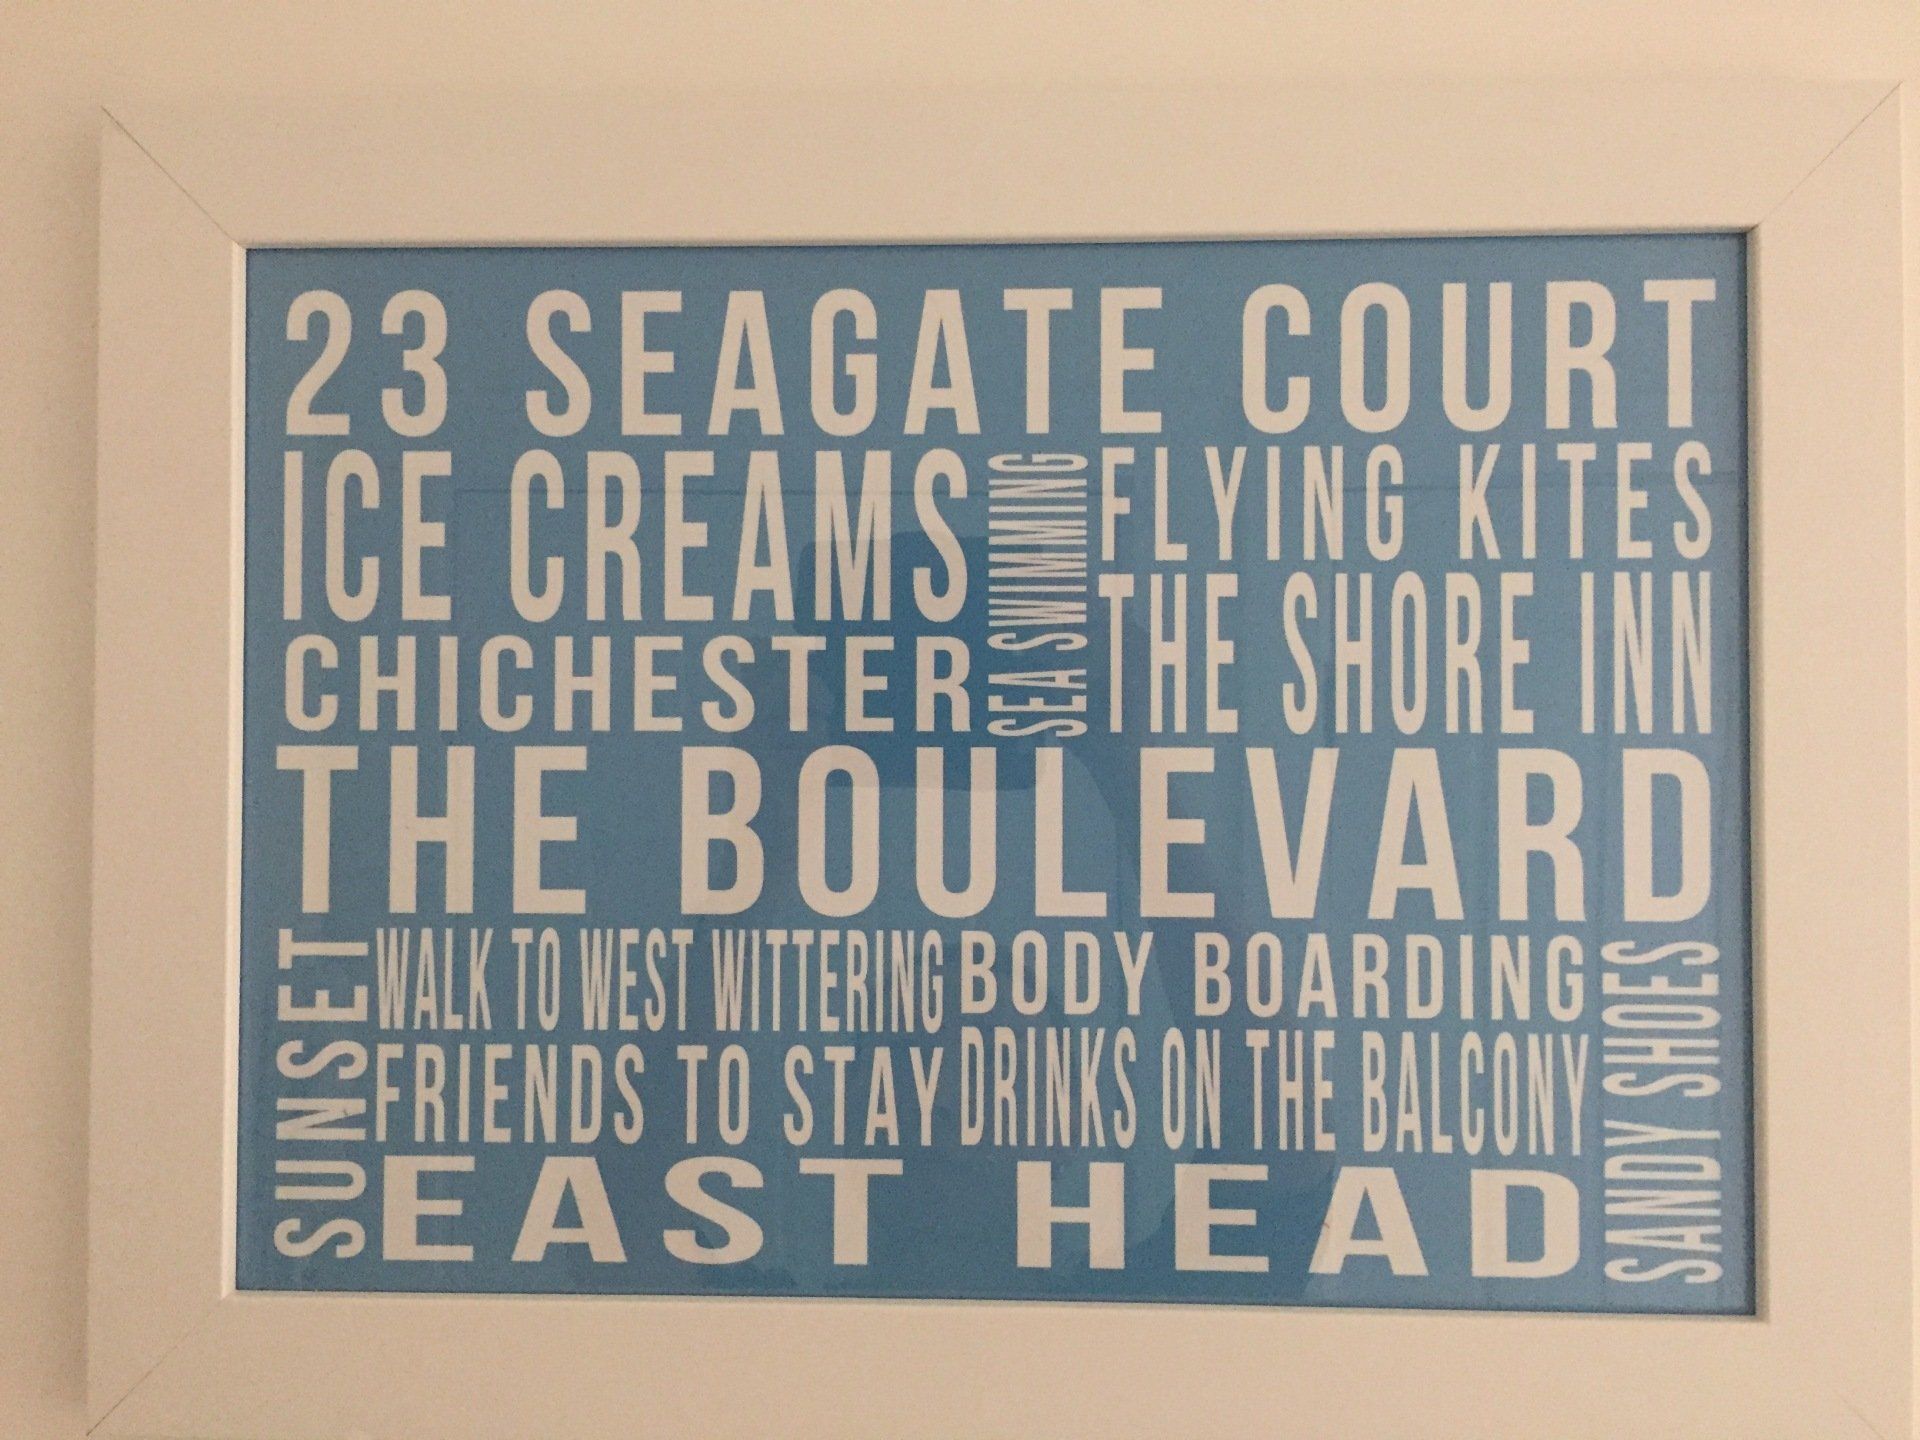 23 SEAGATE COURT
ICE CREAMS
CHICHESTER
SEA SWIMMING
FLYING KITES
THE SHORE INN
THE BOULEVARD
SUNSET
WALK TO WEST WITTERING
FRIENDS TO STAY
BODY BOARDING
DRINKS ON THE BALCONY
EAST HEAD
SANDY SHOES